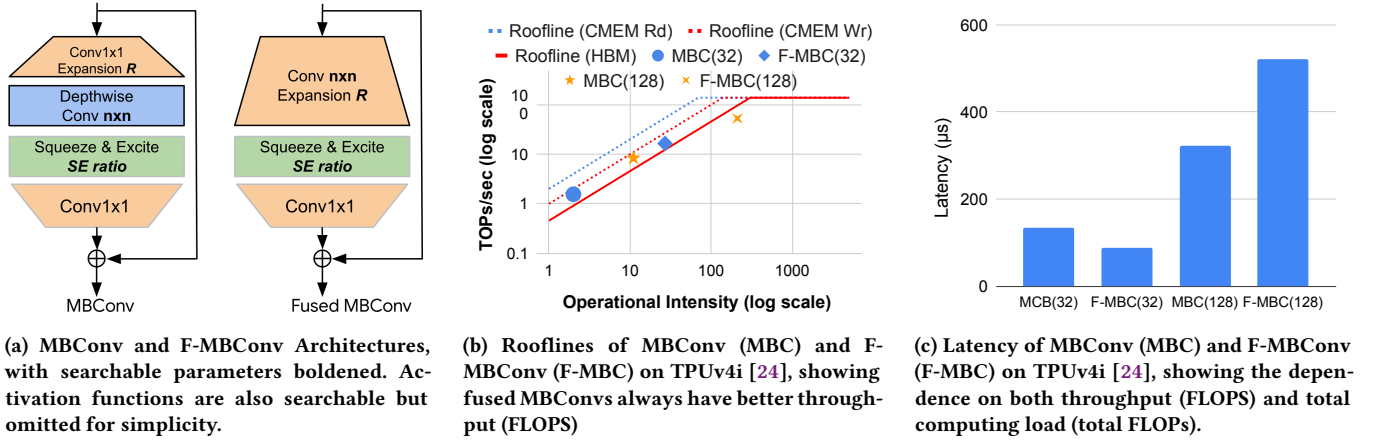 Conv1x1
Expansion R
Depthwise
Conv nxn
Squeeze & Excite
SE ratio
Conv1x1
MBConv
Conv nxn
Expansion R
Squeeze & Excite
SE ratio
Conv1x1
Fused MBConv
(a) MBConv and F-MBConv Architectures,
with searchable parameters boldened. Ac-
tivation functions are also searchable but
omitted for simplicity.
Roofline (CMEM Rd) Roofline (CMEM Wr)
Roofline (HBM) MBC(32) F-MBC(32)
MBC(128) F-MBC(128)
TOPs/sec (log scale)
10
0
10
1
0.1
1 10 100 1000
Operational Intensity (log scale)
(b) Rooflines of MBConv (MBC) and F-
MBConv (F-MBC) on TPUv4i [24], showing
fused MBConvs always have better through-
put (FLOPS)
Latency (μs)
600
400
200
0
MCB(32) F-MBC(32) MBC(128) F-MBC(128)
(c) Latency of MBConv (MBC) and F-MBConv
(F-MBC) on TPUv4i [24], showing the depen-
dence on both throughput (FLOPS) and total
computing load (total FLOPs).